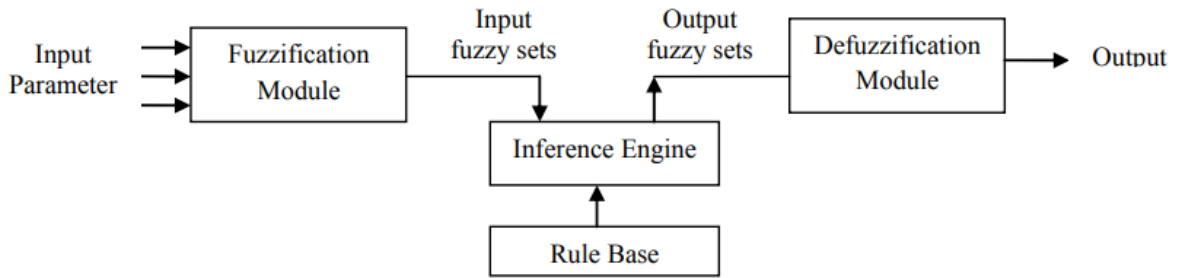 Input
Parameter
Fuzzification
Module
Input
fuzzy sets
Output
fuzzy sets
Defuzzification
Module
Output
Inference Engine
Rule Base